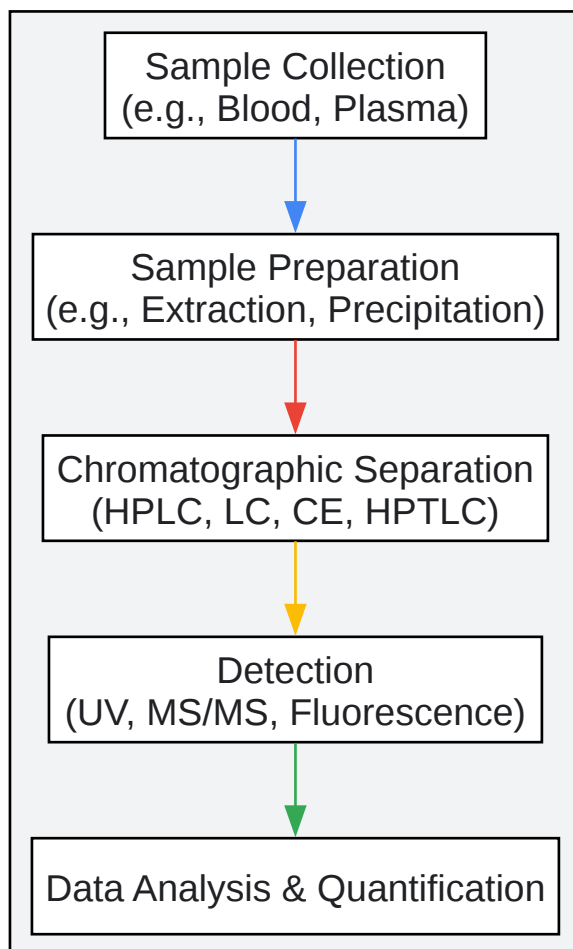 Sample Collection
(e.g., Blood, Plasma)
Sample Preparation
(e.g., Extraction, Precipitation)
Chromatographic Separation
(HPLC, LC, CE, HPTLC)
Detection
(UV, MS/MS, Fluorescence)
Data Analysis & Quantification